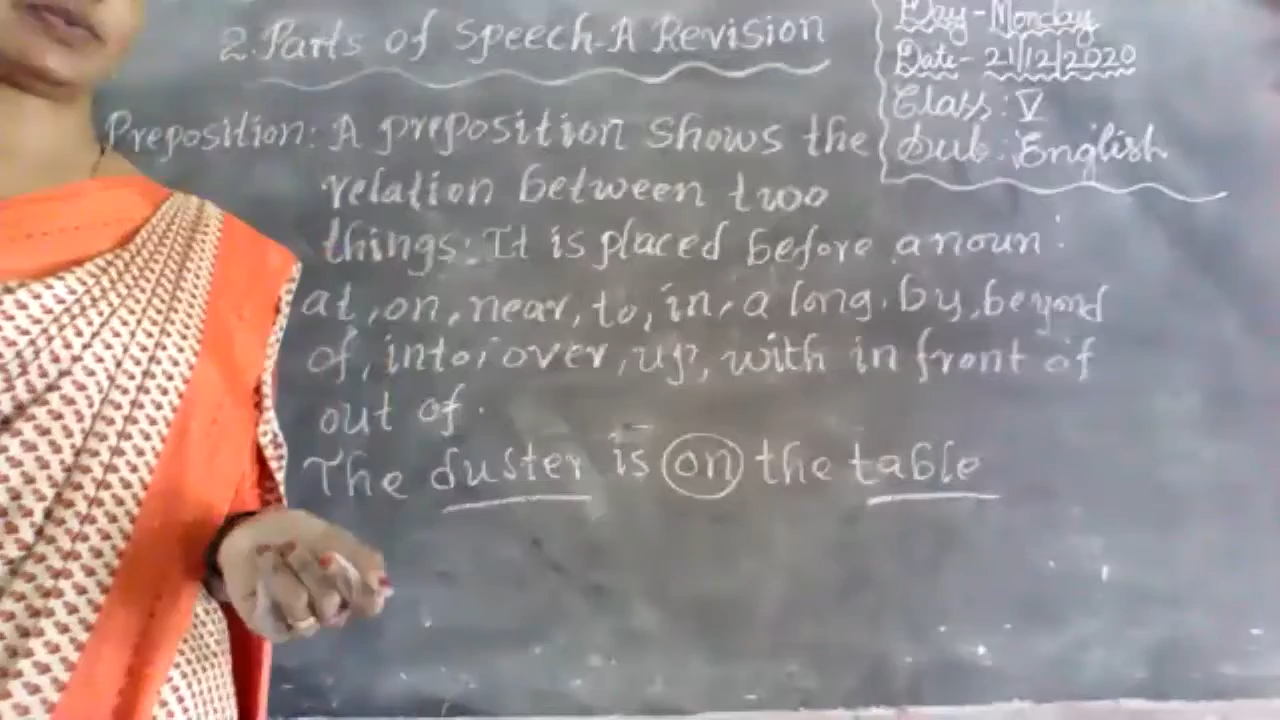 2. Parts of Speech-A Revision
Day-Monday
Date- 21/12/2020
Class: V
Sub: English
Preposition: A preposition shows the
relation between two
things: It is placed before a noun:
at, on, near, to, in, a long. by, beyond
of, into, over, up, with in front of
out of.
The duster is on the table